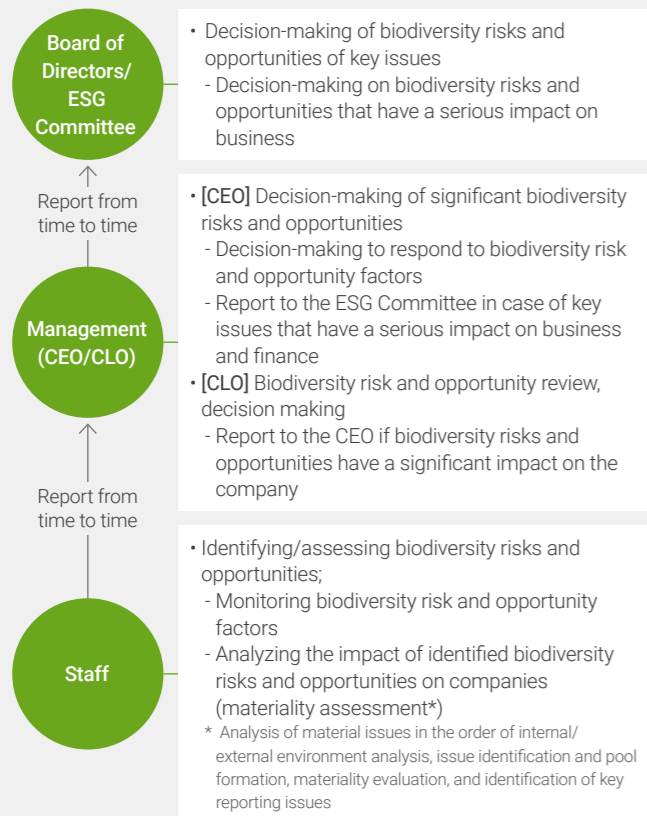 Board of
Directors/
ESG
Committee
• Decision-making of biodiversity risks and
opportunities of key issues
- Decision-making on biodiversity risks and
opportunities that have a serious impact on
business
Report from
time to time
Management
(CEO/CLO)
• [CEO] Decision-making of significant biodiversity
risks and opportunities
- Decision-making to respond to biodiversity risk
and opportunity factors
- Report to the ESG Committee in case of key
issues that have a serious impact on business
and finance
• [CLO] Biodiversity risk and opportunity review,
decision making
- Report to the CEO if biodiversity risks and
opportunities have a significant impact on the
company
Report from
time to time
Staff
• Identifying/assessing biodiversity risks and
opportunities;
- Monitoring biodiversity risk and opportunity
factors
- Analyzing the impact of identified biodiversity
risks and opportunities on companies
(materiality assessment*)
* Analysis of material issues in the order of internal/
external environment analysis, issue identification and pool
formation, materiality evaluation, and identification of key
reporting issues